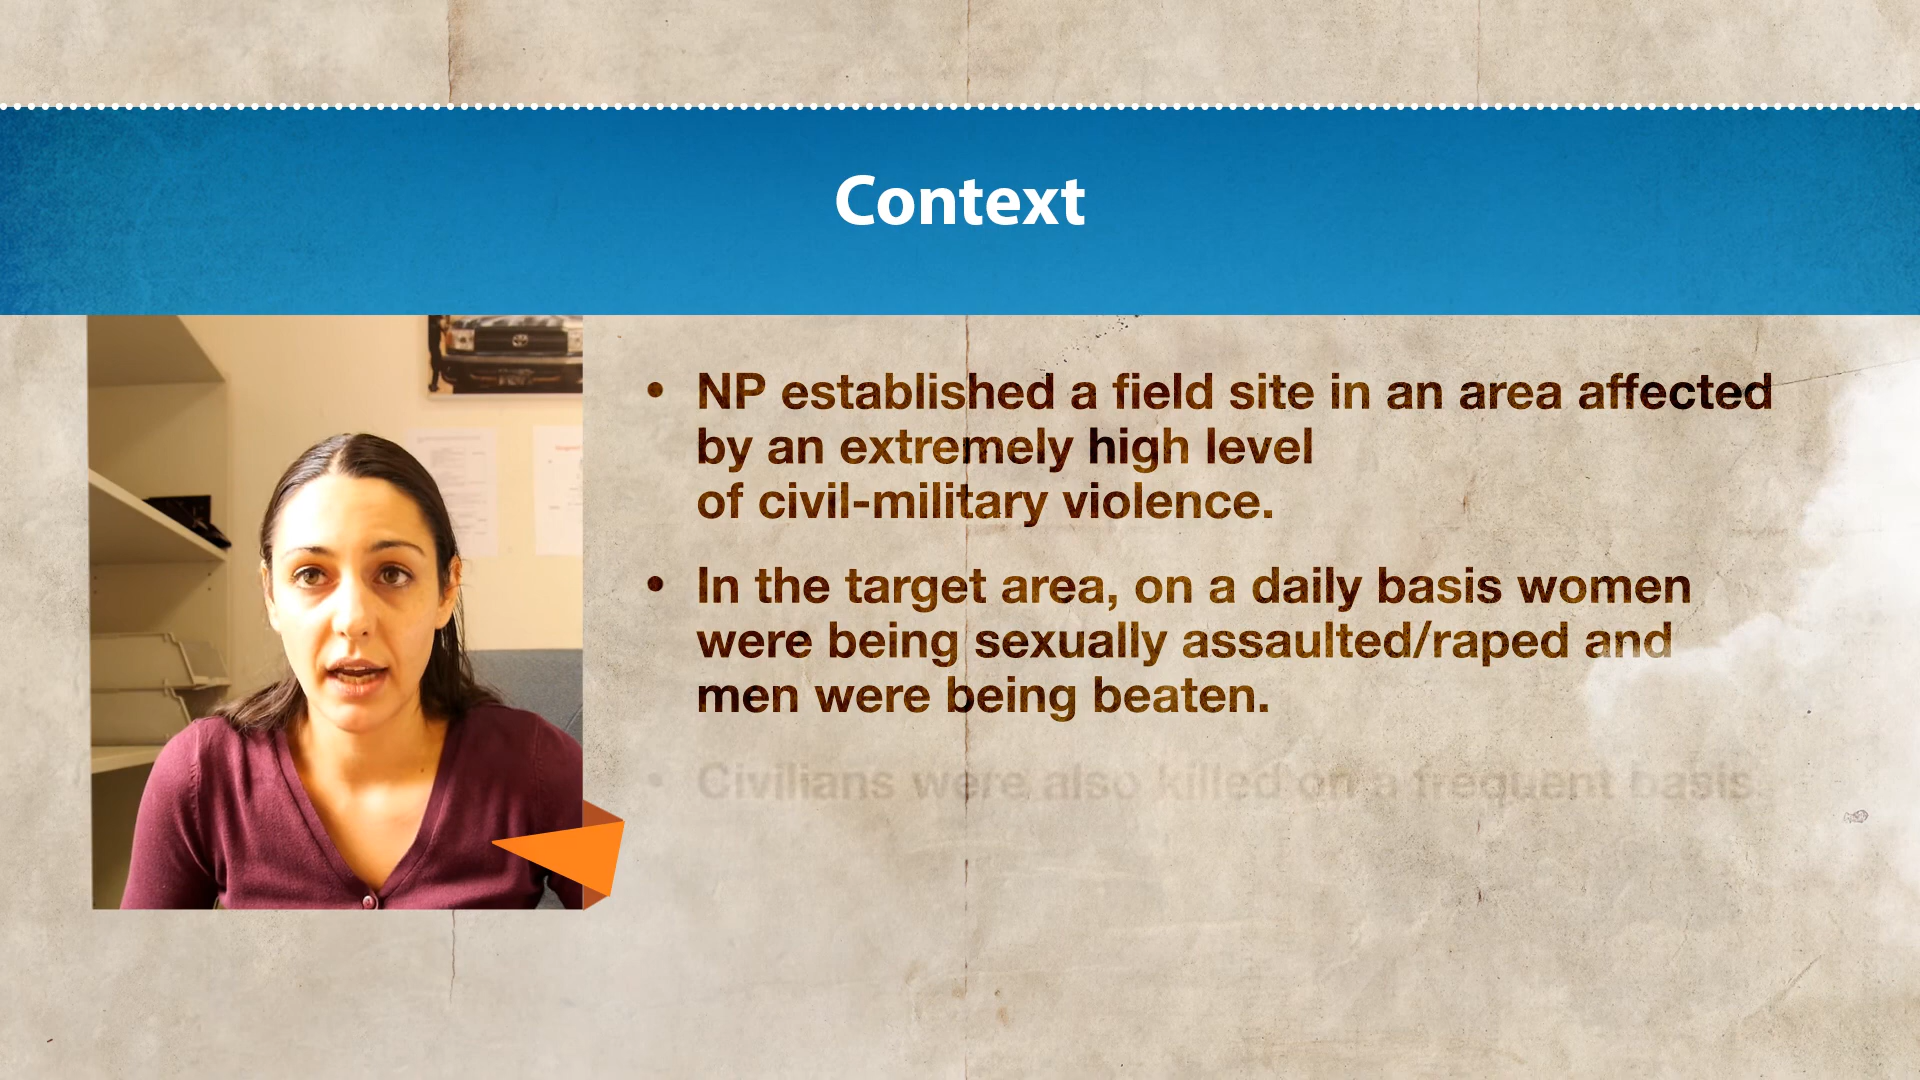 Context
• NP established a field site in an area affected
by an extremely high level
of civil-military violence.
• In the target area, on a daily basis women
were being sexually assaulted/raped and
men were being beaten.
• Civilians were also killed on a frequent basis.